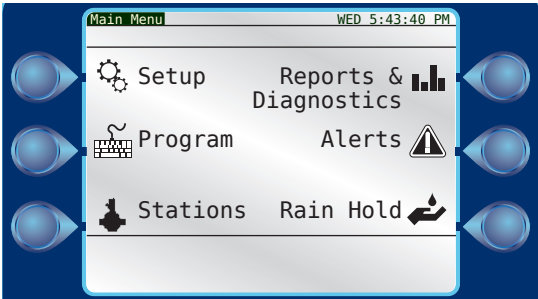 Main Menu
WED 5:43:40 PM
Setup
Reports &
Diagnostics
Program
Alerts
Stations
Rain Hold